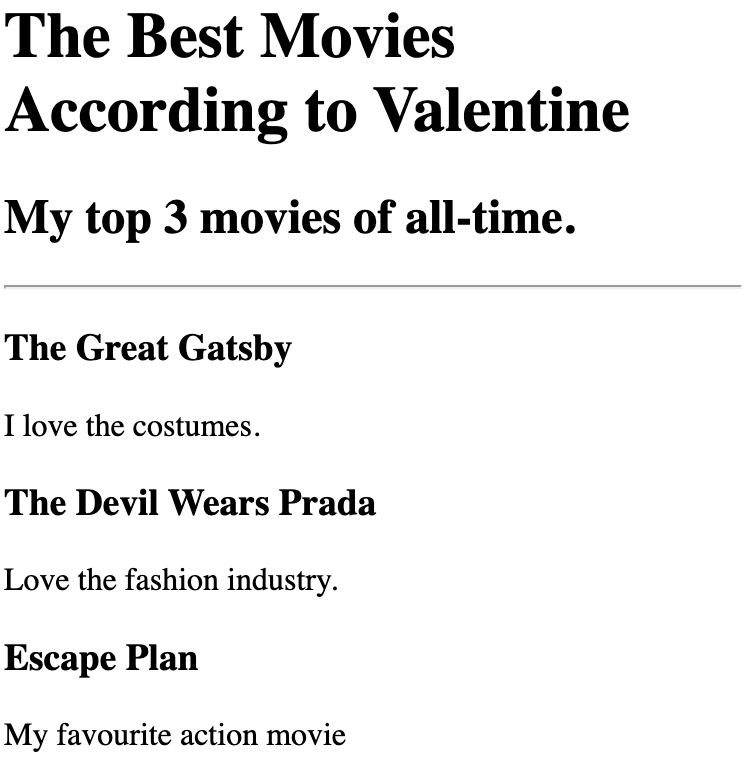 The Best Movies
According to Valentine
My top 3 movies of all-time.
The Great Gatsby
I love the costumes.
The Devil Wears Prada
Love the fashion industry.
Escape Plan
My favourite action movie